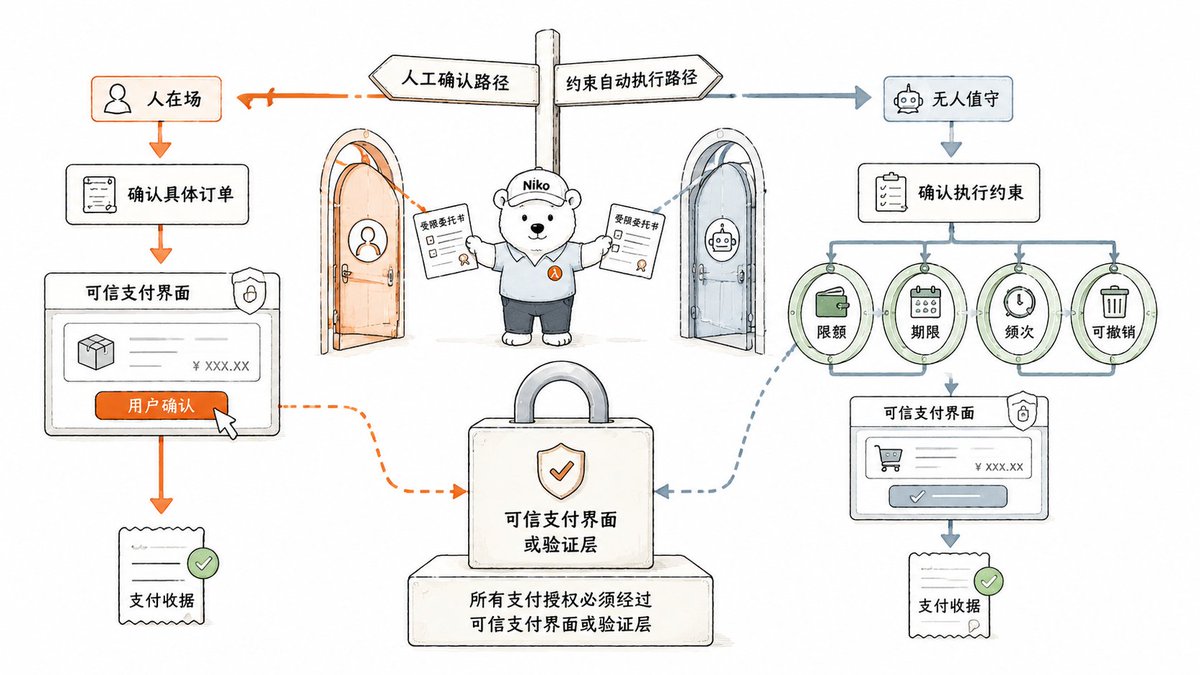 人工确认路径
约束自动执行路径
人在场
无人值守
确认具体订单
确认执行约束
Niko
受限委托书
受限委托书
可信支付界面
¥ XXX.XX
用户确认
限额
期限
频次
可撤销
可信支付界面
¥ XXX.XX
可信支付界面
或验证层
所有支付授权必须经过
可信支付界面或验证层
支付收据
支付收据